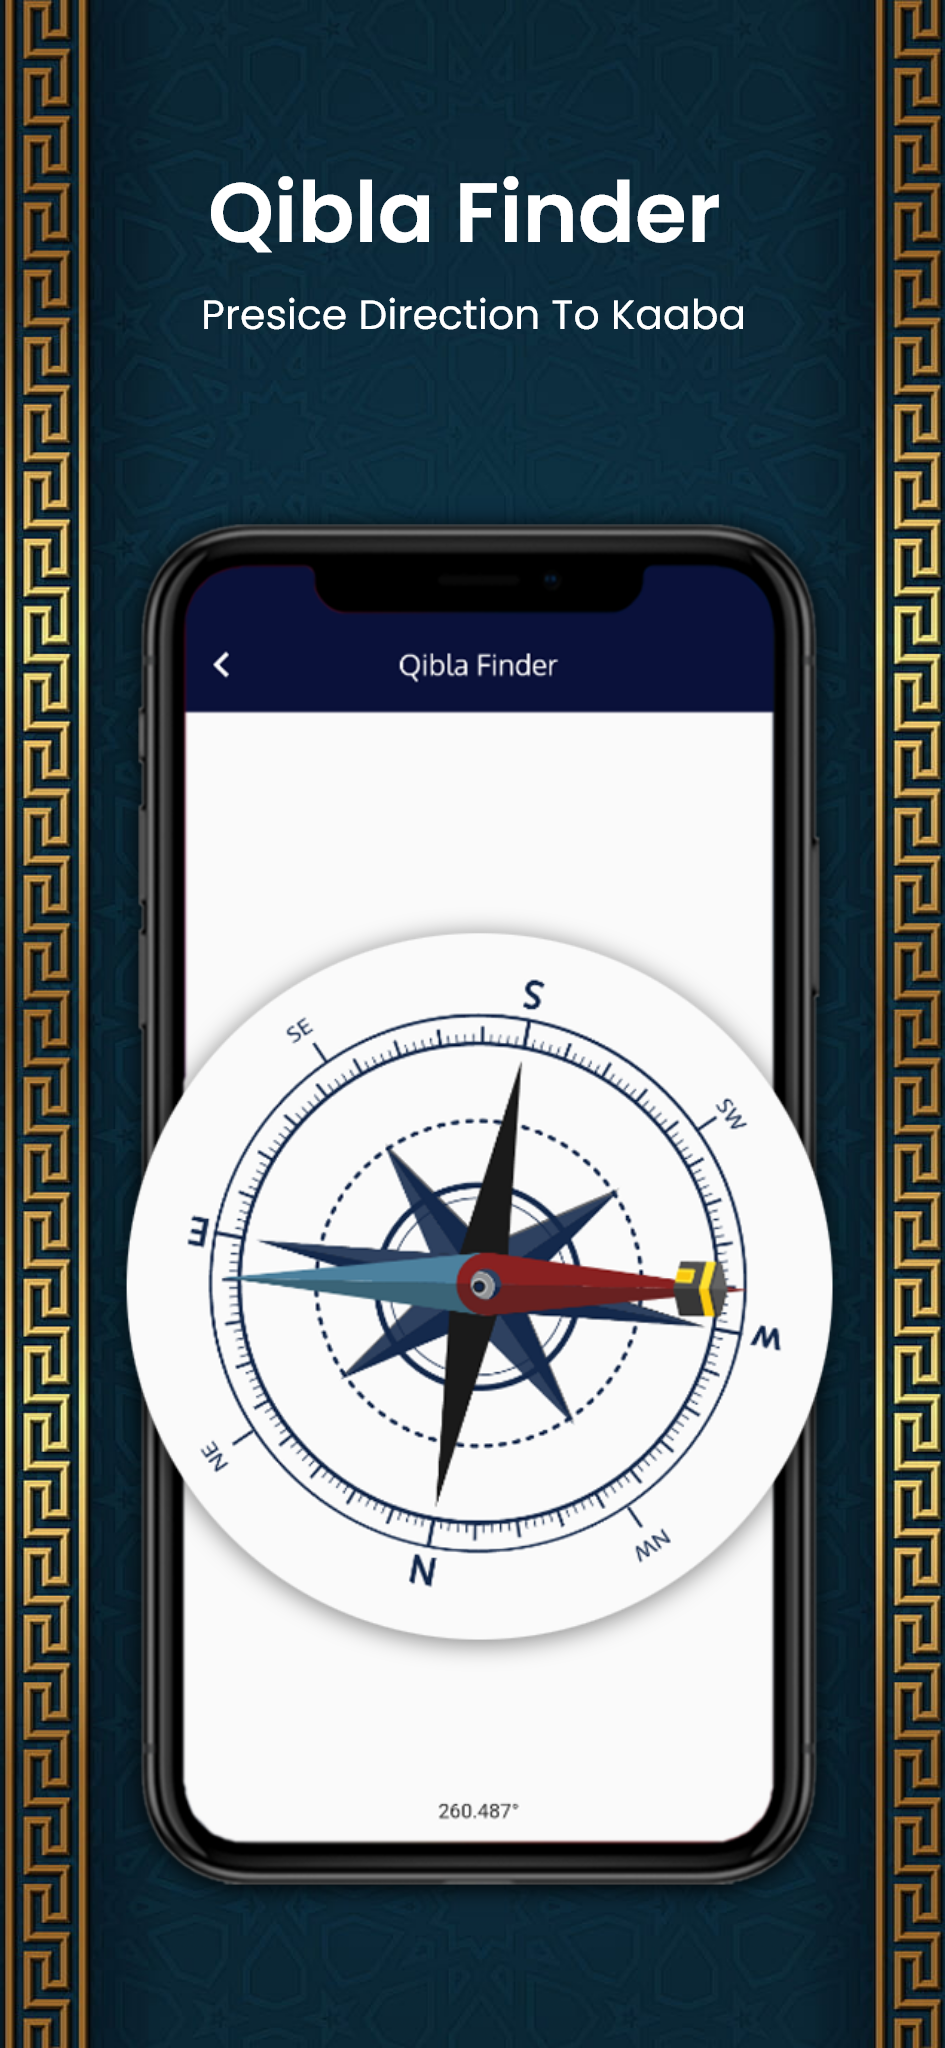 Qibla Finder
Presice Direction To Kaaba
Qibla Finder
S
SE
SW
E
W
NE
NW
N
260.487°